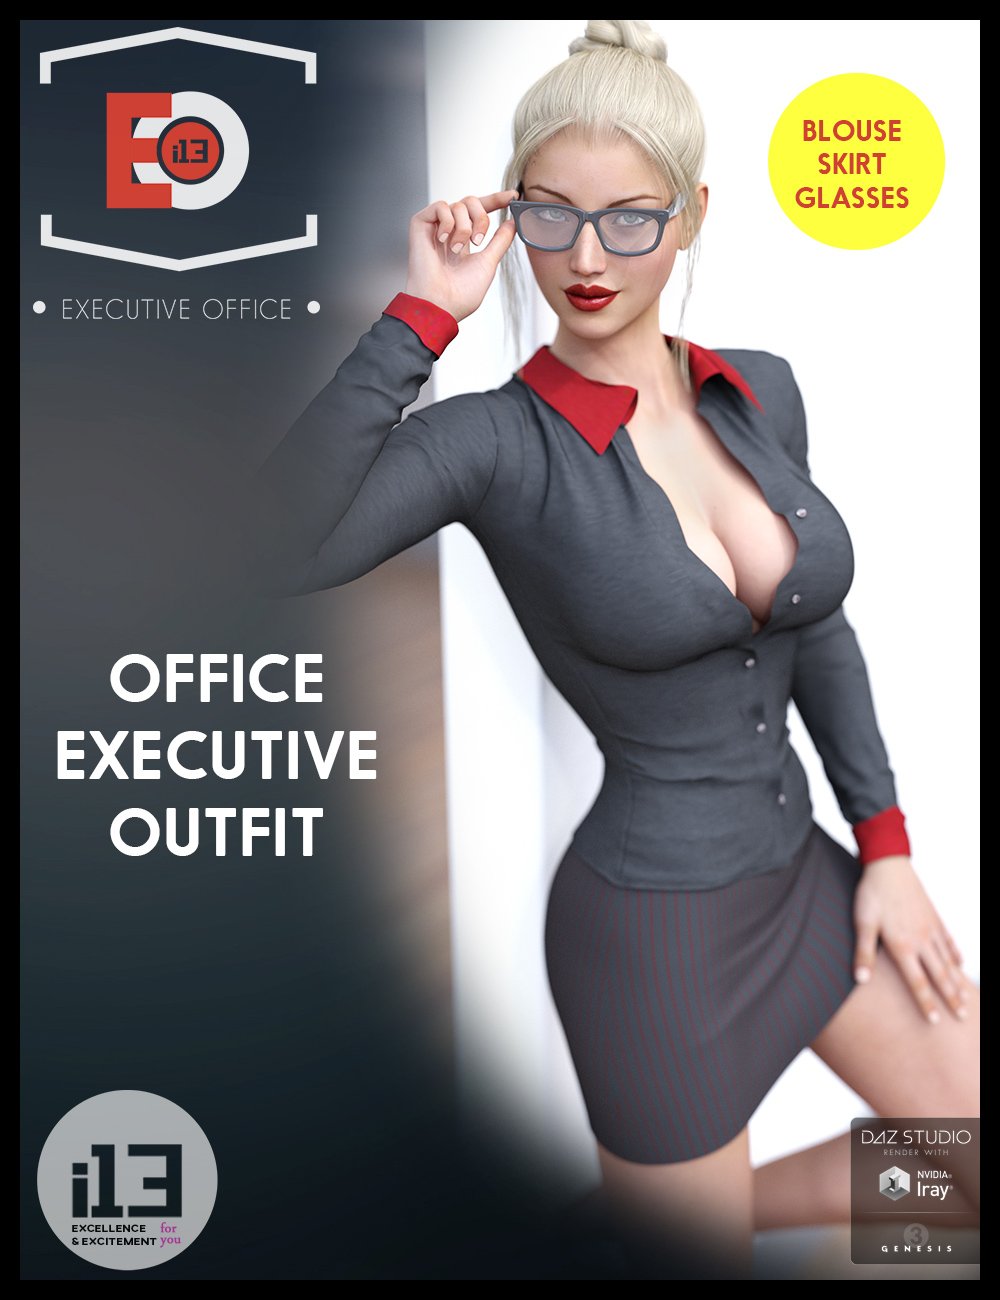 EO
i13
• EXECUTIVE OFFICE •
BLOUSE
SKIRT
GLASSES
OFFICE
EXECUTIVE
OUTFIT
i13
EXCELLENCE
& EXCITEMENT
for
you
DAZ STUDIO
RENDER WITH
NVIDIA®
Iray®
3
GENESIS